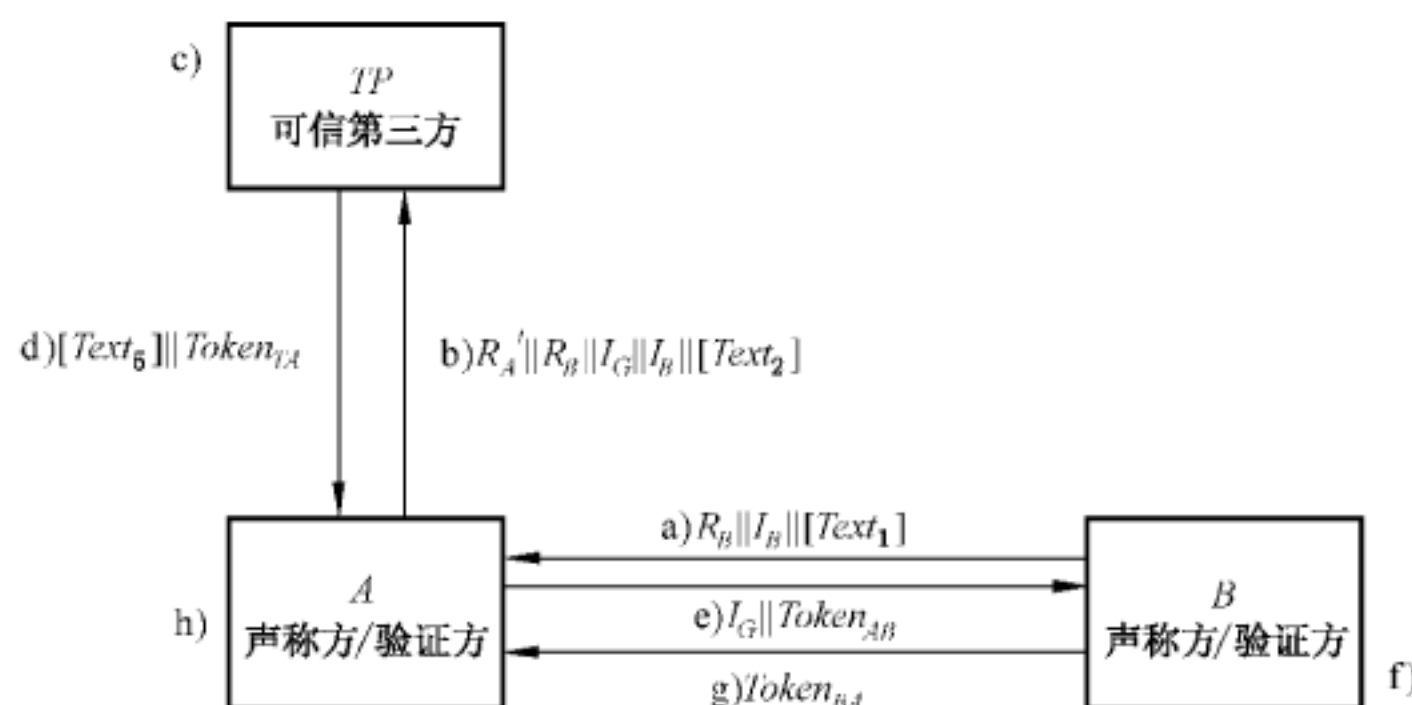 c)
TP
可信第三方
d)[Text₅]||Token_TA
b)R_A'||R_B||I_G||I_B||[Text₂]
a)R_B||I_B||[Text₁]
A
声称方/验证方
h)
e)I_G||Token_AB
B
声称方/验证方
g)Token_BA
f)